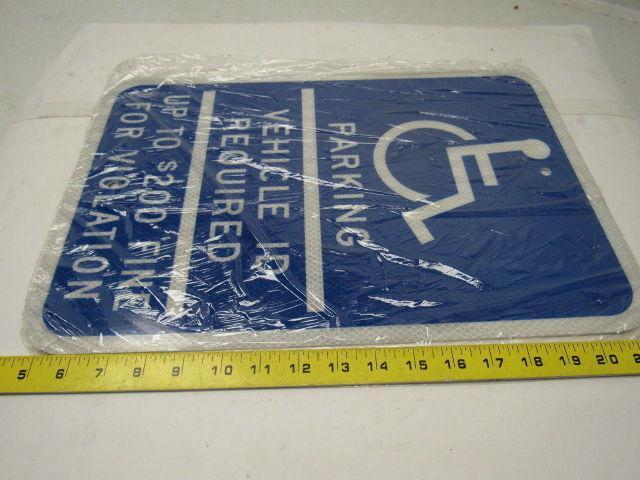 PARKING
VEHICLE ID
REQUIRED
UP TO $200 FINE
FOR VIOLATION
5 6 7 8 9 10 11 12 13 14 15 16 17 18 19 20 2